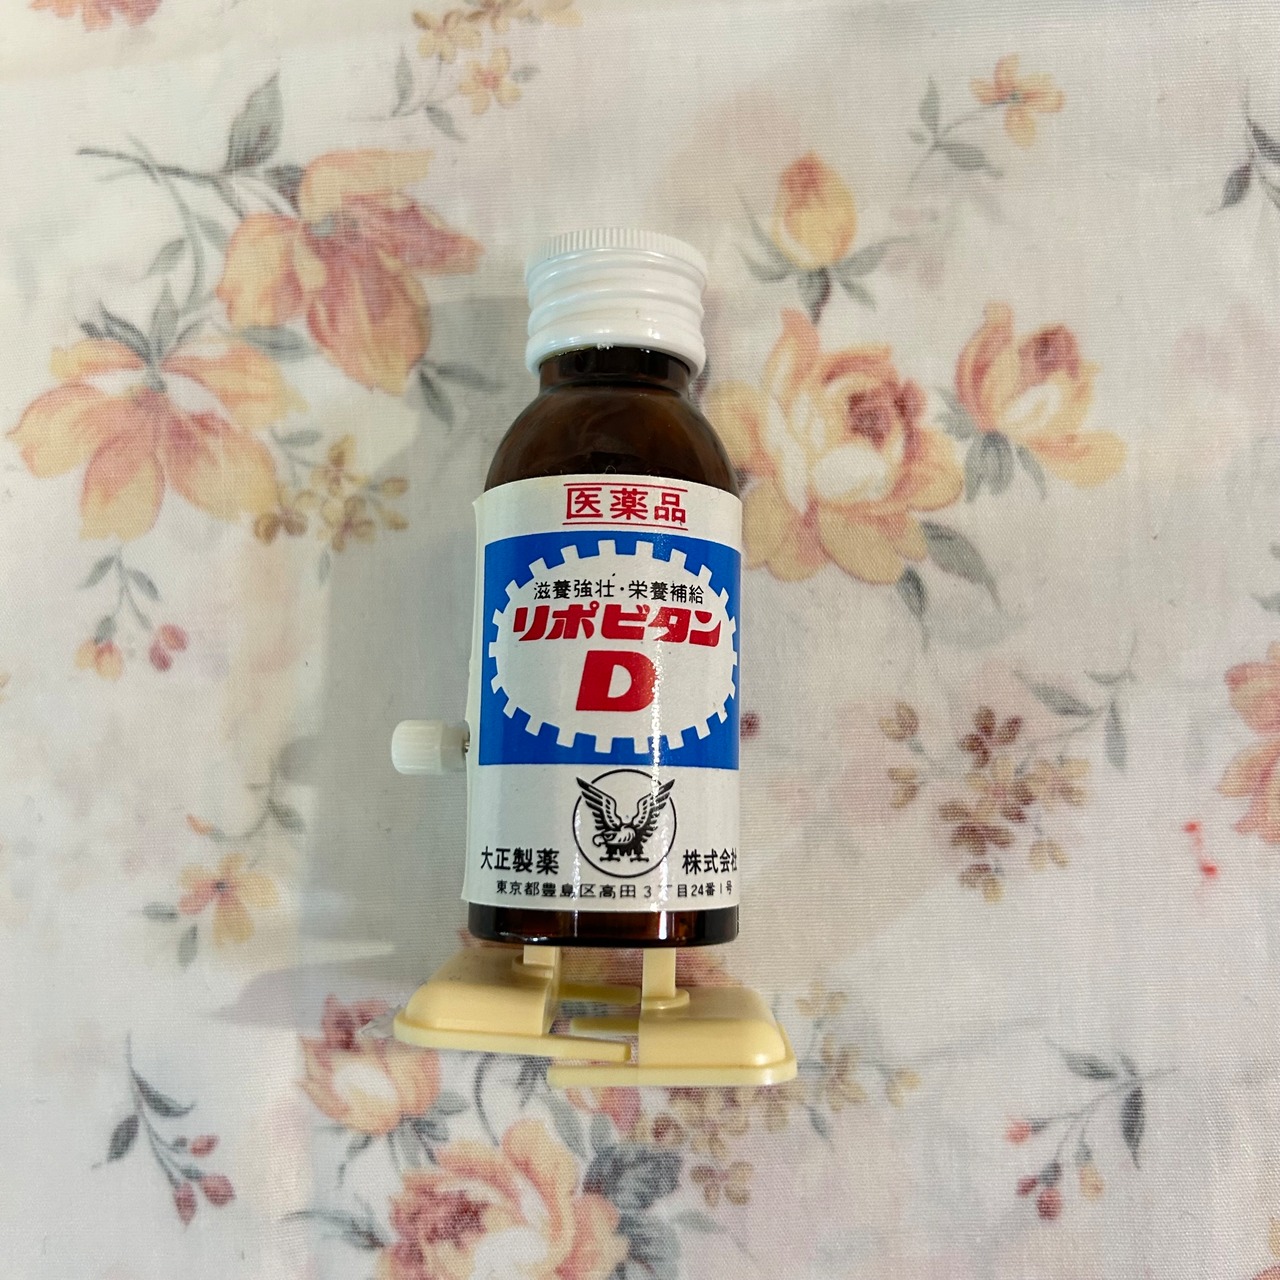 医薬品
滋養強壮・栄養補給
リポビタン
D
大正製薬 株式会社
東京都豊島区高田3丁目24番1号